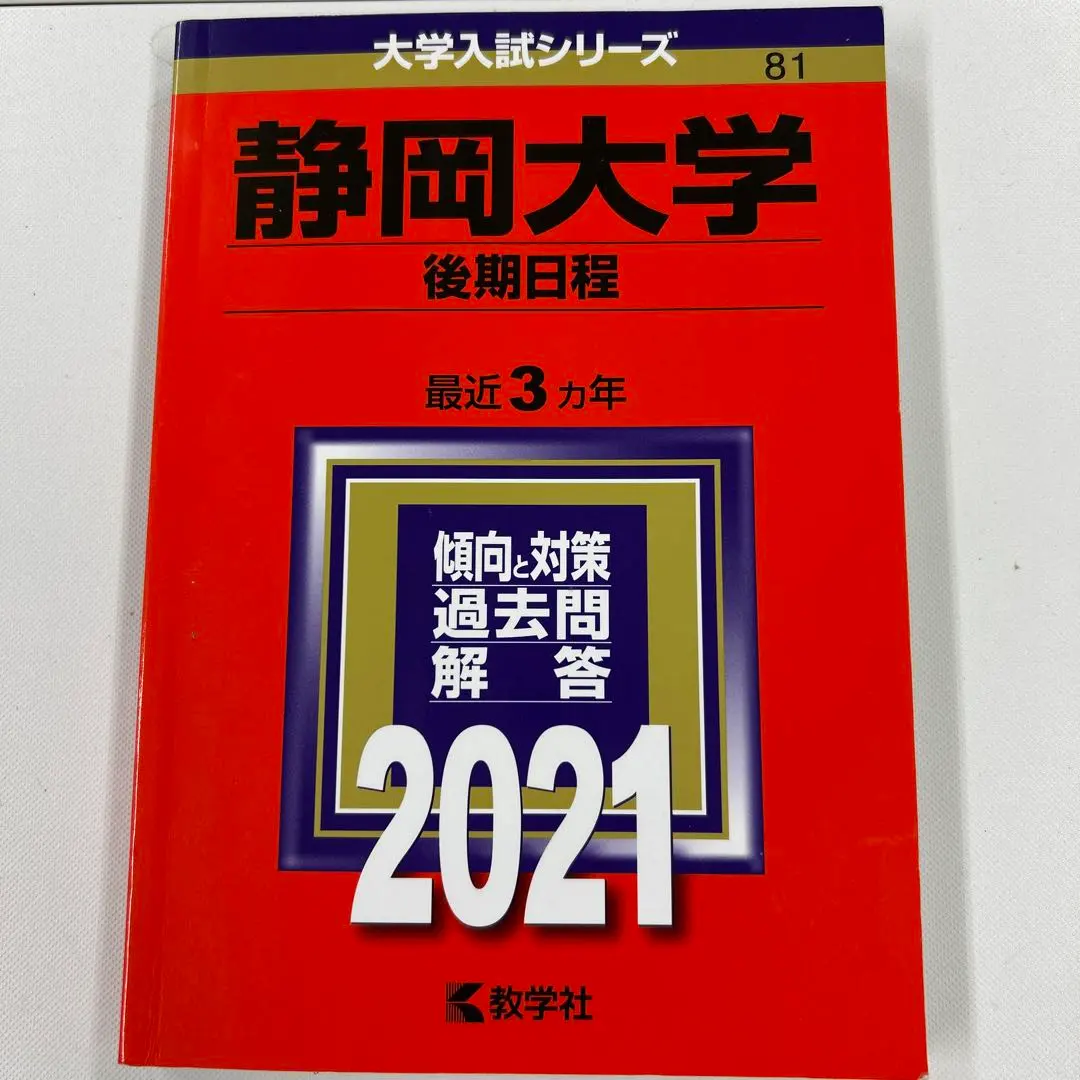 大学入試シリーズ
81
静岡大学
後期日程
最近3ヵ年
傾向と対策
過去問
解答
2021
教学社